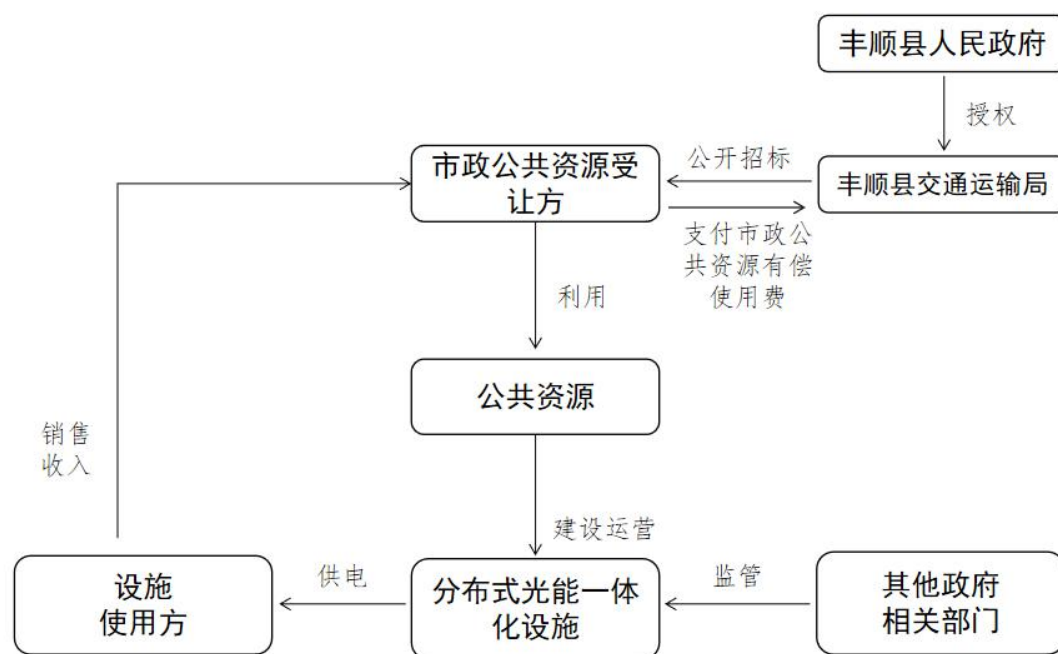 丰顺县人民政府
授权
市政公共资源受
让方
公开招标
丰顺县交通运输局
支付市政公
共资源有偿
使用费
利用
公共资源
销售
收入
建设运营
设施
使用方
供电
分布式光能一体
化设施
监管
其他政府
相关部门